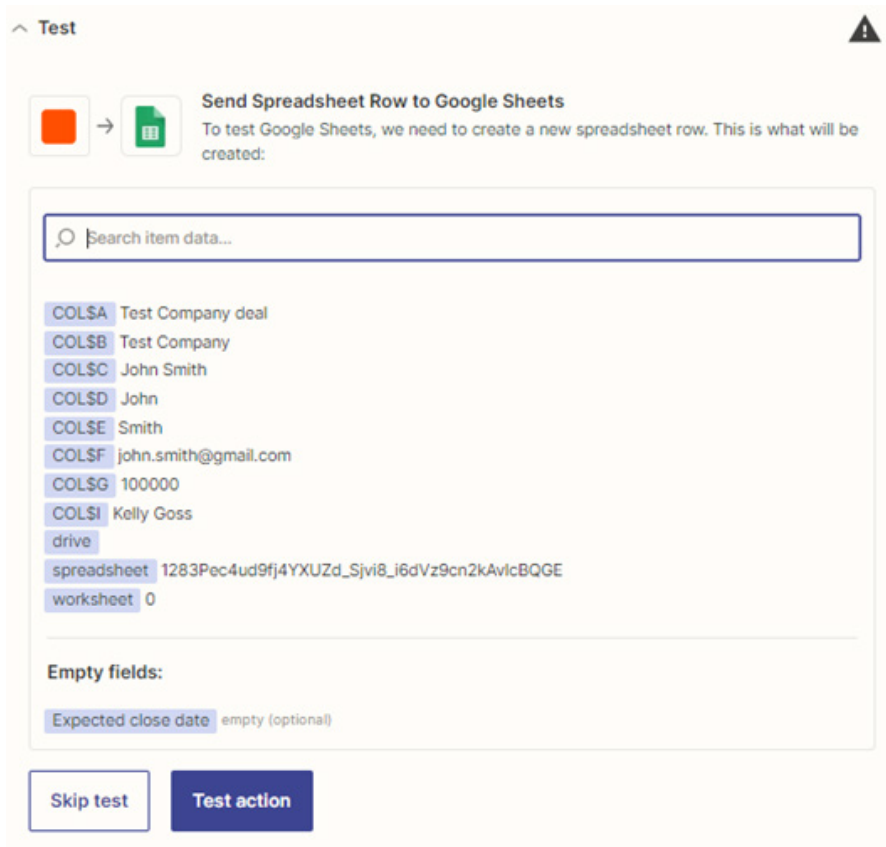 Test
Send Spreadsheet Row to Google Sheets
To test Google Sheets, we need to create a new spreadsheet row. This is what will be
created:
Search item data...
COL$A Test Company deal
COL$B Test Company
COL$C John Smith
COL$D John
COL$E Smith
COL$F john.smith@gmail.com
COL$G 100000
COL$I Kelly Goss
drive
spreadsheet 1283Pec4ud9fj4YXUZd_Sjvi8_i6dVz9cn2kAvlcBQGE
worksheet 0
Empty fields:
Expected close date empty (optional)
Skip test Test action